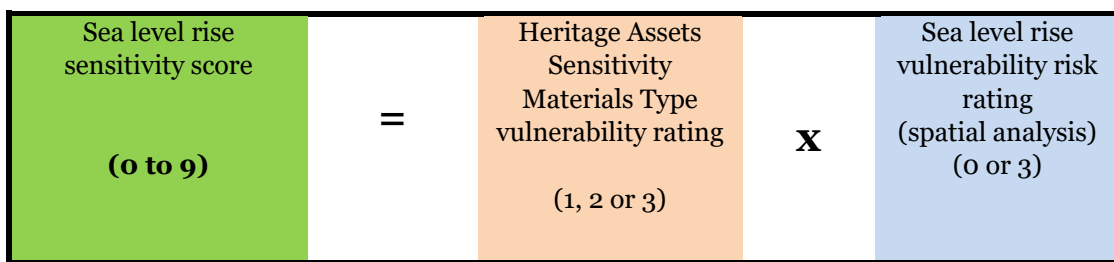 Sea level rise
sensitivity score
(0 to 9)
=
Heritage Assets
Sensitivity
Materials Type
vulnerability rating
(1, 2 or 3)
x
Sea level rise
vulnerability risk
rating
(spatial analysis)
(0 or 3)